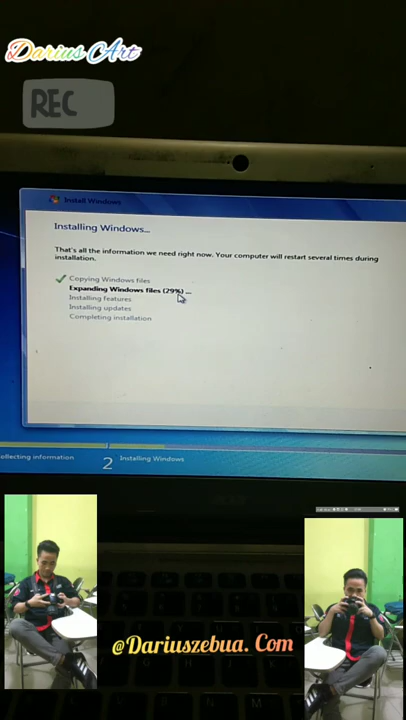 Darius Art
REC
Install Windows
Installing Windows...
That's all the information we need right now. Your computer will restart several times during
installation.
Copying Windows files
Expanding Windows files (29%) ...
Installing features
Installing updates
Completing installation
ollecting information
2 Installing Windows
@Dariuszebua. Com